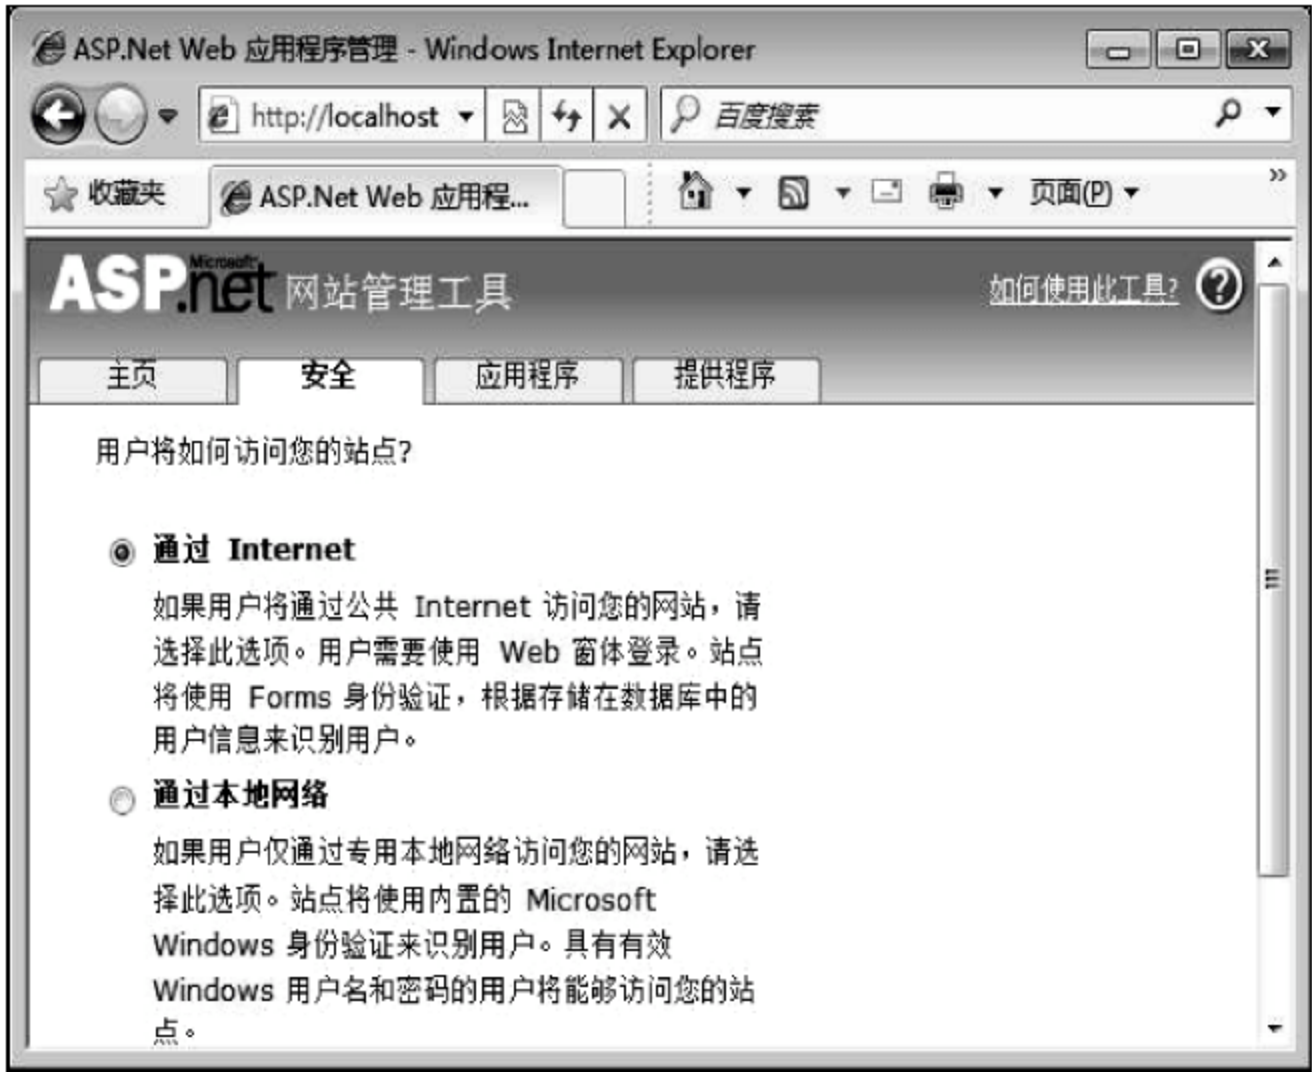 ASP.Net Web 应用程序管理 - Windows Internet Explorer
http://localhost 百度搜索
收藏夹 ASP.Net Web 应用程... 页面(P) »
Microsoft
ASP.net 网站管理工具 如何使用此工具? ?
主页 安全 应用程序 提供程序
用户将如何访问您的站点?
通过 Internet
如果用户将通过公共 Internet 访问您的网站，请
选择此选项。用户需要使用 Web 窗体登录。站点
将使用 Forms 身份验证，根据存储在数据库中的
用户信息来识别用户。
通过本地网络
如果用户仅通过专用本地网络访问您的网站，请选
择此选项。站点将使用内置的 Microsoft
Windows 身份验证来识别用户。具有有效
Windows 用户名和密码的用户将能够访问您的站
点。